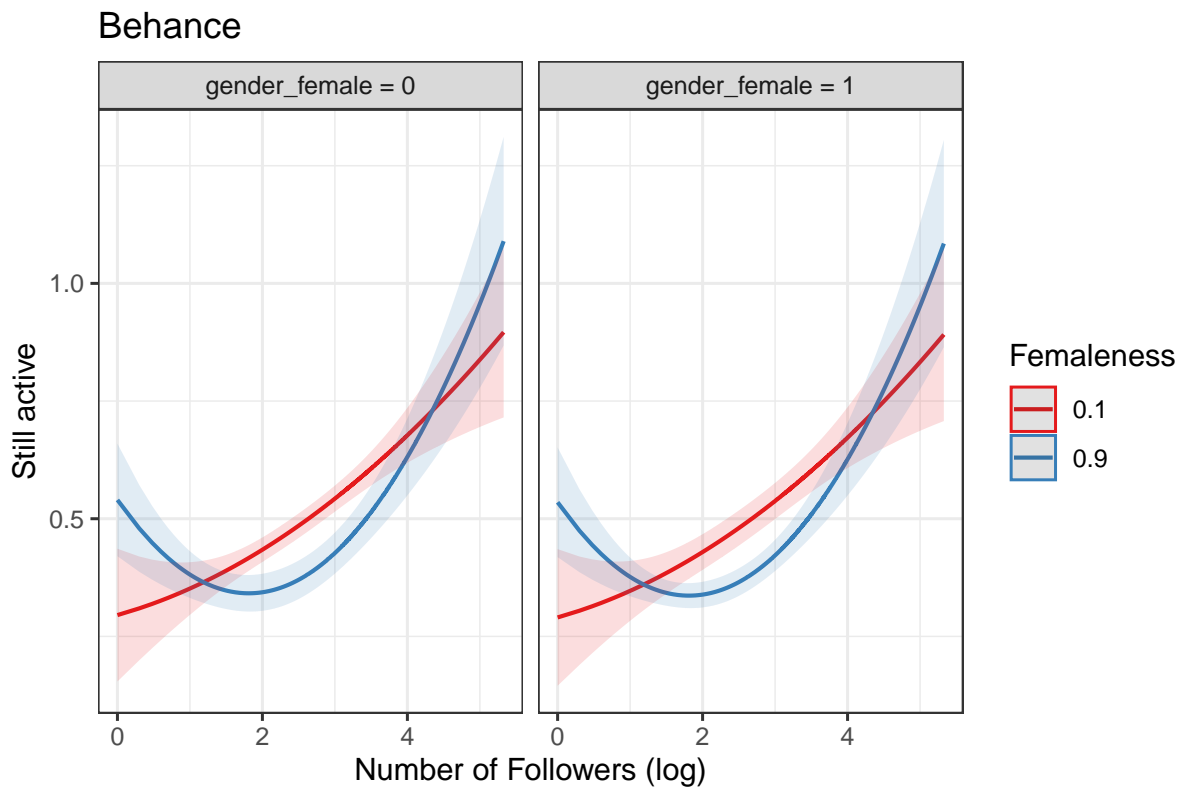 Behance
gender_female = 0
gender_female = 1
Still active
1.0
0.5
0 2 4
0 2 4
Number of Followers (log)
Femaleness
0.1
0.9